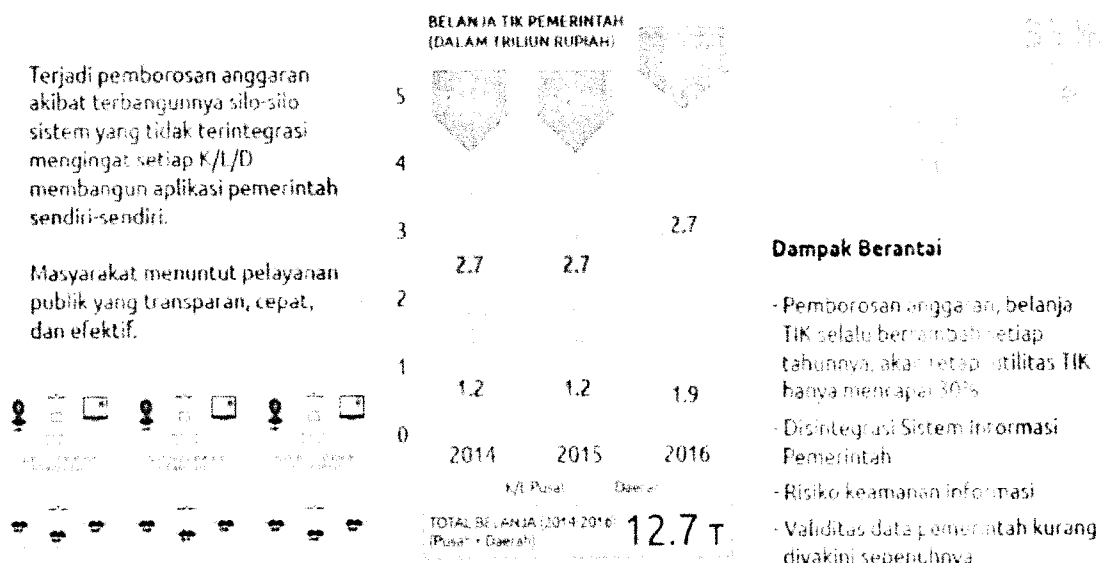 Terjadi pemborosan anggaran
akibat terbangunnya silo-silo
sistem yang tidak terintegrasi
mengingat setiap K/L/D
membangun aplikasi pemerintah
sendiri-sendiri.
Masyarakat menuntut pelayanan
publik yang transparan, cepat,
dan efektif.
BELANJA TIK PEMERINTAH
(DALAM TRILIUN RUPIAH)
5
4
3
2
1
0
2.7
2.7
2.7
1.2
1.2
1.9
2014
2015
2016
K/L Pusat
Daerah
TOTAL BELANJA (2014-2016)
(Pusat + Daerah)
12.7 T
Dampak Berantai
- Pemborosan anggaran, belanja
TIK selalu bertambah setiap
tahunnya, akan tetapi utilitas TIK
hanya mencapai 30%
- Disintegrasi Sistem informasi
Pemerintah
- Risiko keamanan informasi
- Validitas data pemerintah kurang
diyakini sepenuhnya